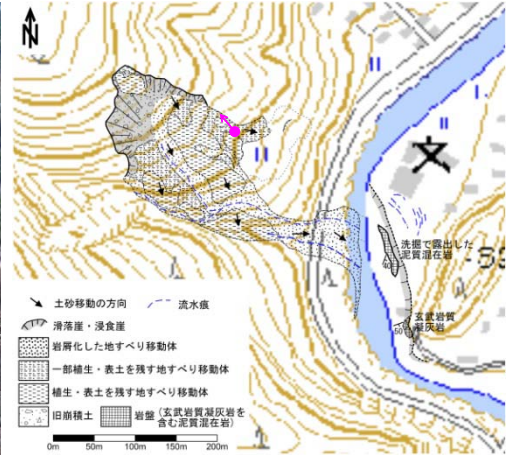 N
洗掘で露出した
泥質混在岩
40
玄武岩質
凝灰岩
50
土砂移動の方向
流水痕
滑落崖・浸食崖
岩屑化した地すべり移動体
一部植生・表土を残す地すべり移動体
植生・表土を残す地すべり移動体
旧崩積土
岩盤（玄武岩質凝灰岩を
含む泥質混在岩）
0m 50m 100m 150m 200m